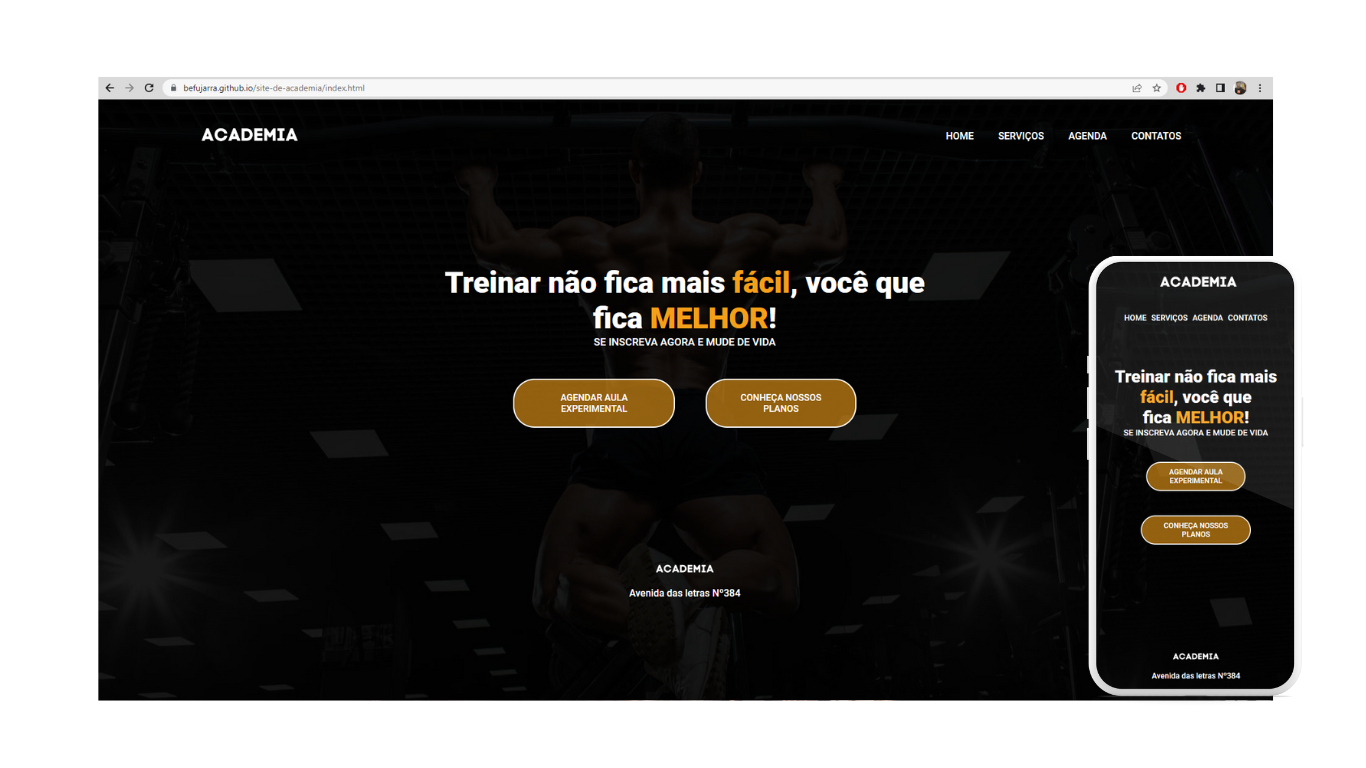 befujarra.github.io/site-de-academia/index.html
ACADEMIA
HOME SERVIÇOS AGENDA CONTATOS
Treinar não fica mais fácil, você que
fica MELHOR!
SE INSCREVA AGORA E MUDE DE VIDA
AGENDAR AULA
EXPERIMENTAL
CONHEÇA NOSSOS
PLANOS
ACADEMIA
Avenida das letras Nº384
ACADEMIA
HOME SERVIÇOS AGENDA CONTATOS
Treinar não fica mais
fácil, você que
fica MELHOR!
SE INSCREVA AGORA E MUDE DE VIDA
AGENDAR AULA
EXPERIMENTAL
CONHEÇA NOSSOS
PLANOS
ACADEMIA
Avenida das letras Nº384